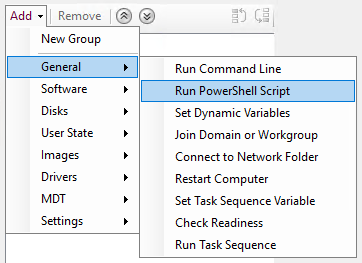 Add Remove
New Group
General
Software
Disks
User State
Images
Drivers
MDT
Settings
Run Command Line
Run PowerShell Script
Set Dynamic Variables
Join Domain or Workgroup
Connect to Network Folder
Restart Computer
Set Task Sequence Variable
Check Readiness
Run Task Sequence